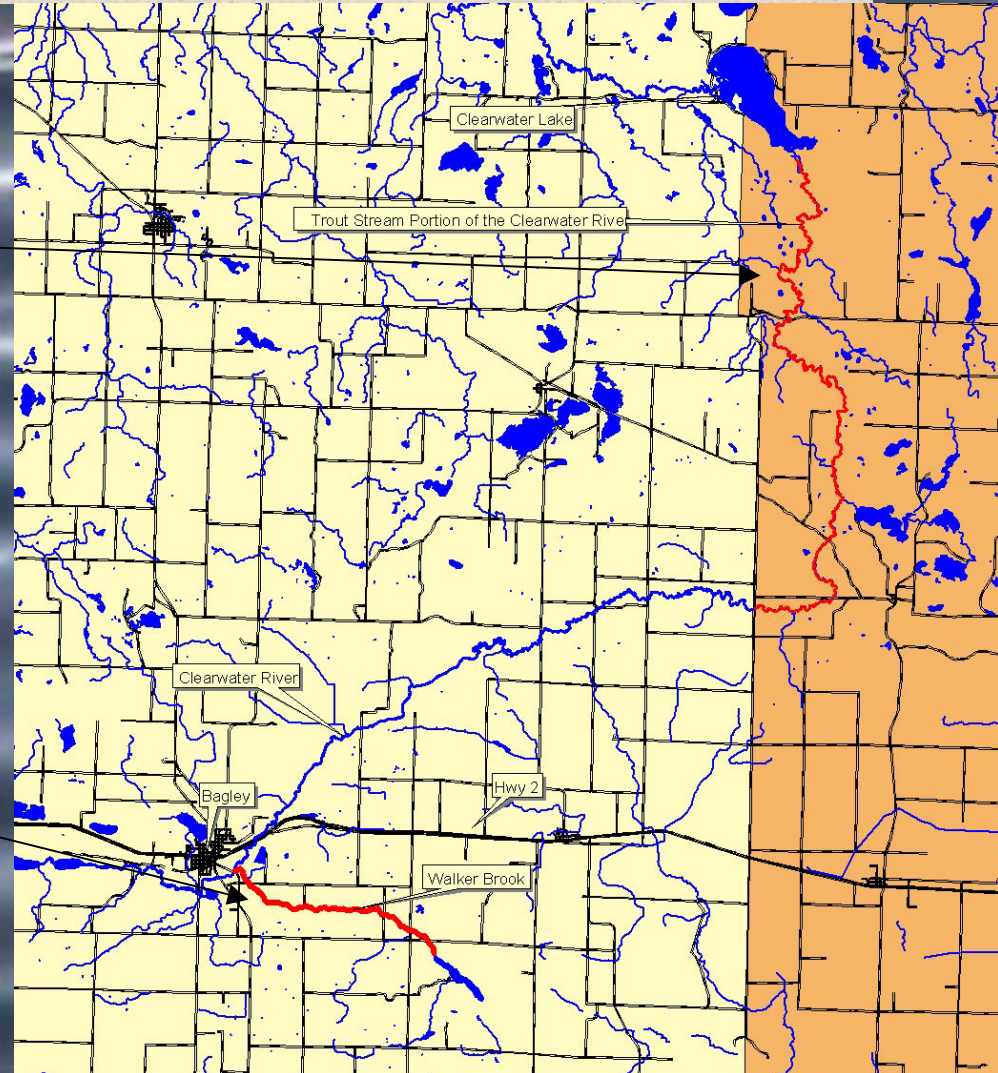 Clearwater Lake
Trout Stream Portion of the Clearwater River
Clearwater River
Hwy 2
Bagley
Walker Brook